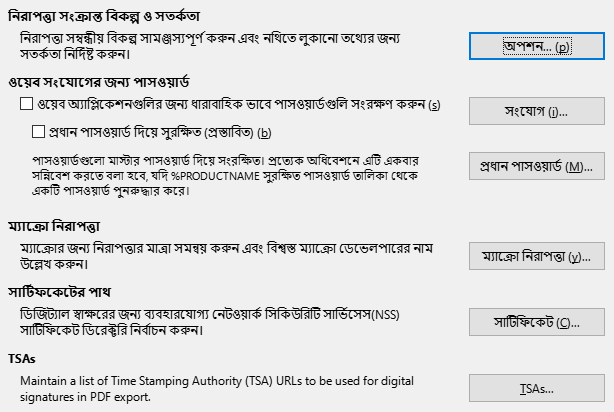 নিরাপত্তা সংক্রান্ত বিকল্প ও সতর্কতা
নিরাপত্তা সম্বন্ধীয় বিকল্প সামঞ্জস্যপূর্ণ করুন এবং নথিতে লুকানো তথ্যের জন্য
সতর্কতা নির্দিষ্ট করুন।
অপশন... (p)
ওয়েব সংযোগের জন্য পাসওয়ার্ড
ওয়েব অ্যাপ্লিকেশনগুলির জন্য ধারাবাহিক ভাবে পাসওয়ার্ডগুলি সংরক্ষণ করুন (s)
সংযোগ (i)...
প্রধান পাসওয়ার্ড দিয়ে সুরক্ষিত (প্রস্তাবিত) (b)
পাসওয়ার্ডগুলো মাস্টার পাসওয়ার্ড দিয়ে সংরক্ষিত। প্রত্যেক অধিবেশনে এটি একবার
সন্নিবেশ করতে বলা হবে, যদি %PRODUCTNAME সুরক্ষিত পাসওয়ার্ড তালিকা থেকে
একটি পাসওয়ার্ড পুনরুদ্ধার করে।
প্রধান পাসওয়ার্ড (M)...
ম্যাক্রো নিরাপত্তা
ম্যাক্রোর জন্য নিরাপত্তার মাত্রা সমন্বয় করুন এবং বিশ্বস্ত ম্যাক্রো ডেভেলপারের নাম
উল্লেখ করুন।
ম্যাক্রো নিরাপত্তা (y)...
সার্টিফিকেটের পাথ
ডিজিট্যাল স্বাক্ষরের জন্য ব্যবহারযোগ্য নেটওয়ার্ক সিকিউরিটি সার্ভিসেস(NSS)
সার্টিফিকেট ডিরেক্টরি নির্বাচন করুন।
সার্টিফিকেট (C)...
TSAs
Maintain a list of Time Stamping Authority (TSA) URLs to be used for digital
signatures in PDF export.
TSAs...